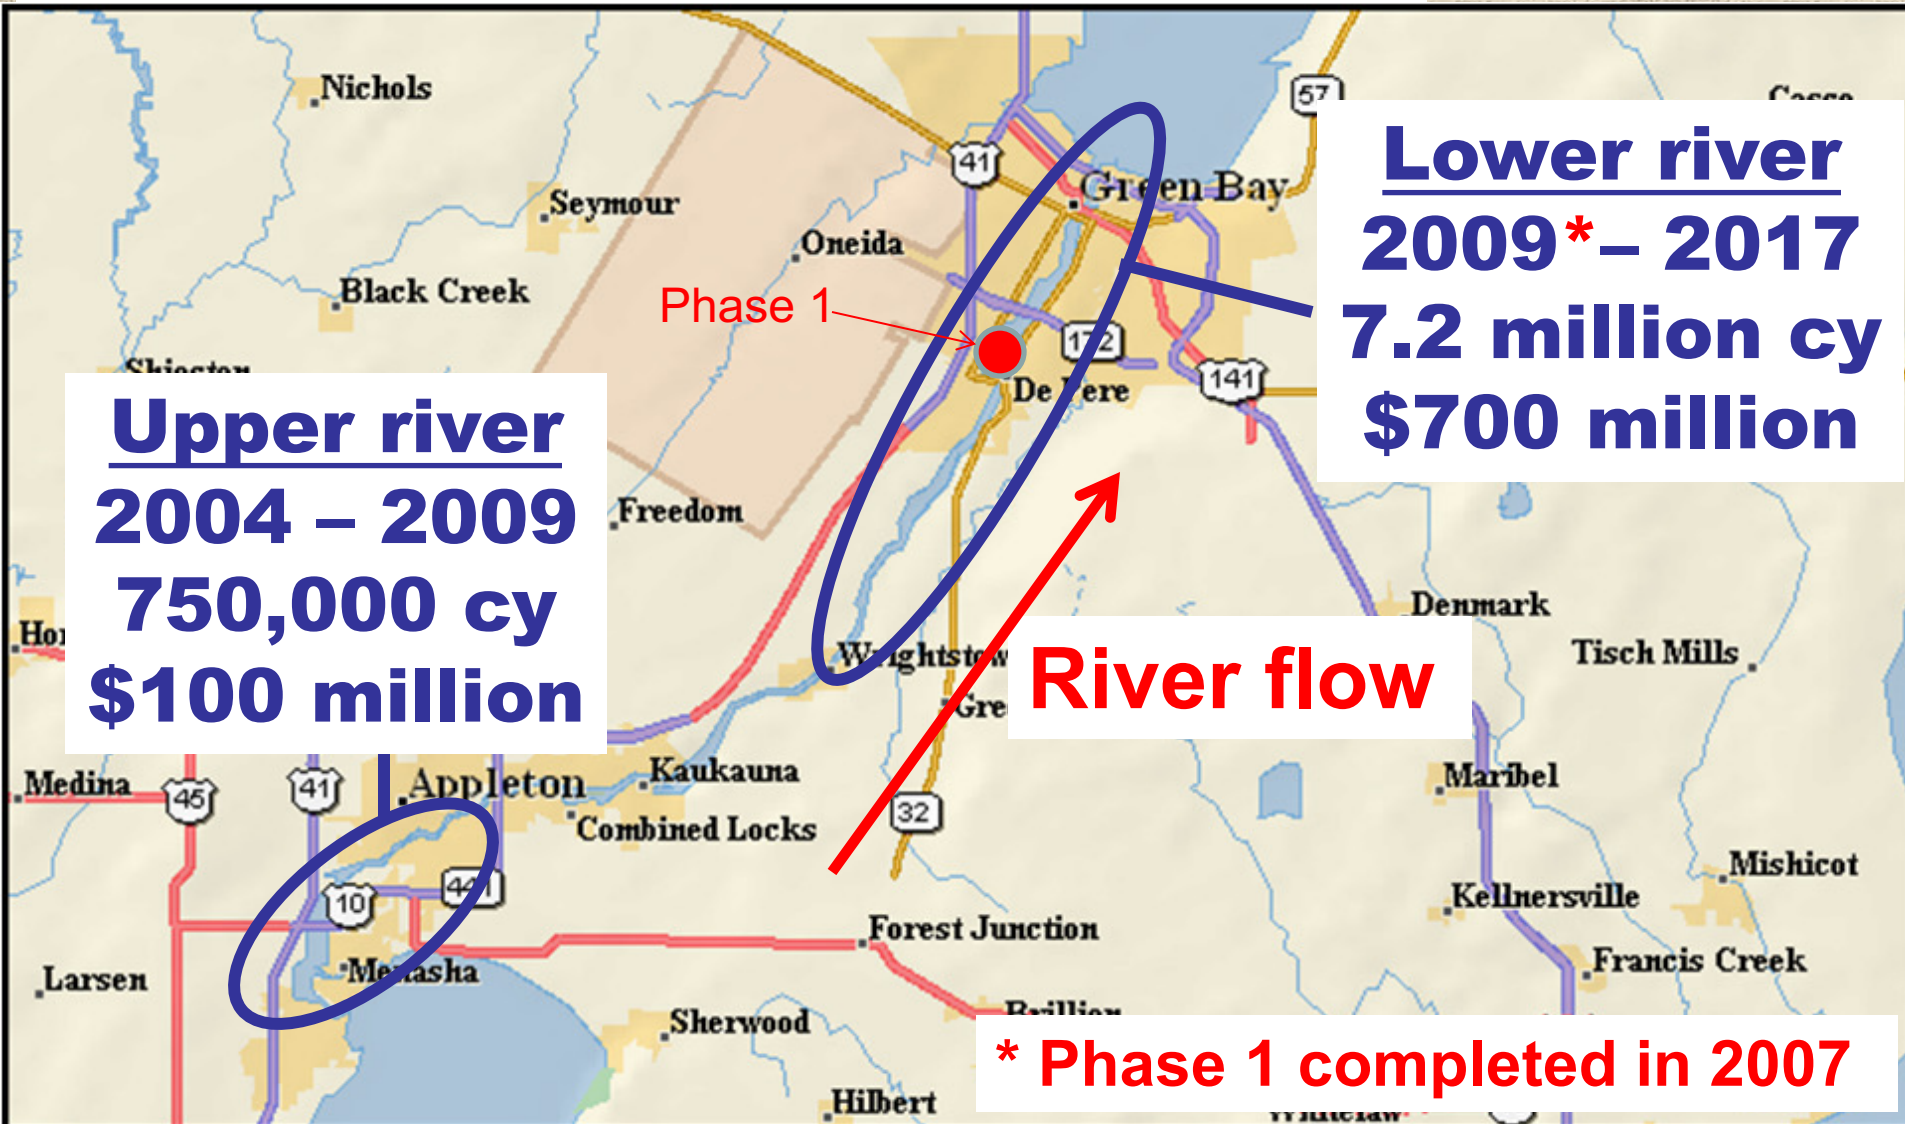 Nichols
57
41
Lower river
2009*– 2017
7.2 million cy
$700 million
Green Bay
Seymour
Oneida
Black Creek
Phase 1
172
141
De Pere
Upper river
2004 – 2009
750,000 cy
$100 million
Freedom
Denmark
Tisch Mills
River flow
Medina
45
41
Appleton
Kaukauna
Combined Locks
32
Maribel
Mishicot
10
441
Kellnersville
Forest Junction
Francis Creek
Larsen
Menasha
Sherwood
Brillion
* Phase 1 completed in 2007
Hilbert